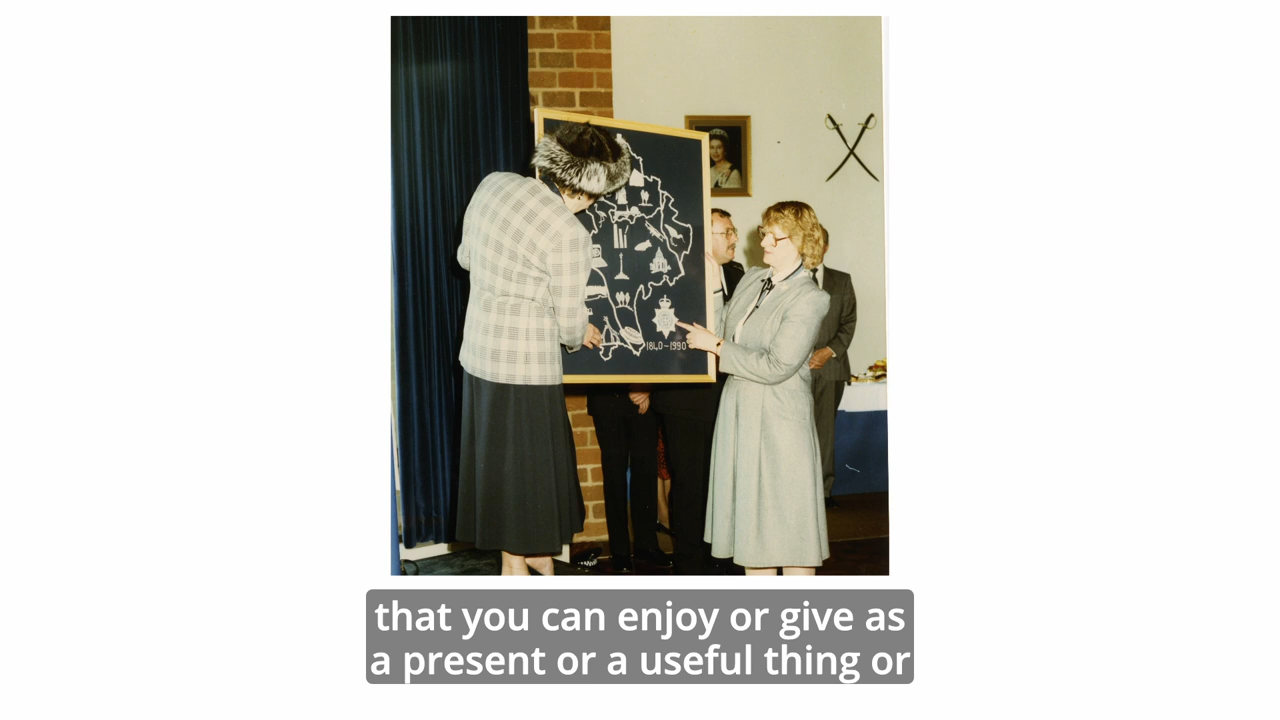 1840~1990
that you can enjoy or give as
a present or a useful thing or